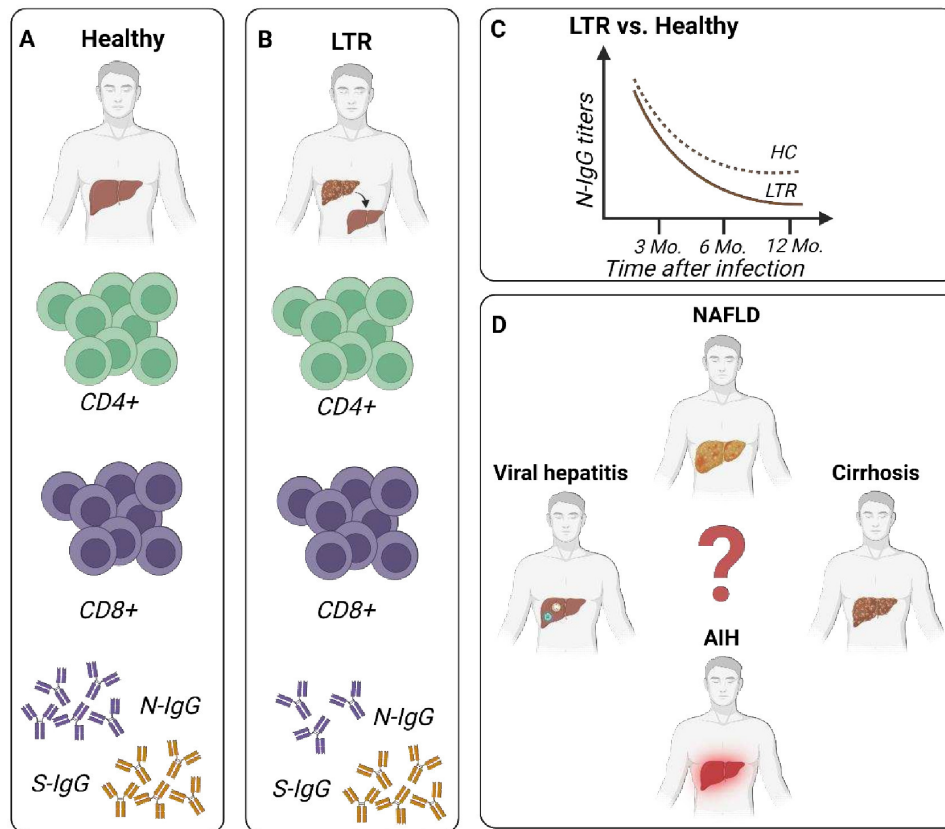 A
Healthy
CD4+
CD8+
N-IgG
S-IgG
B
LTR
CD4+
CD8+
N-IgG
S-IgG
C
LTR vs. Healthy
N-IgG titers
HC
LTR
3 Mo. 6 Mo. 12 Mo.
Time after infection
D
NAFLD
Viral hepatitis
Cirrhosis
?
AIH